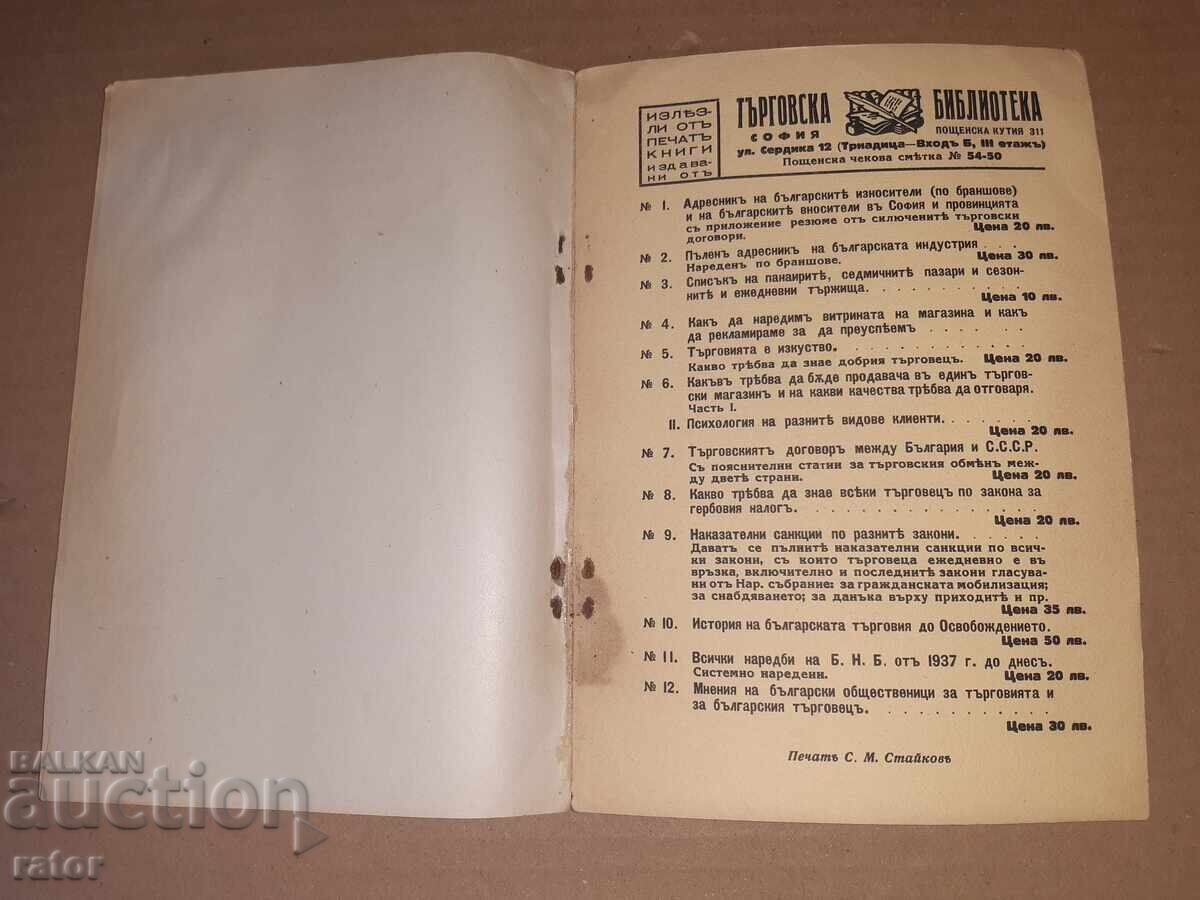 ИЗЛѢЗ-
ЛИ ОТЪ
ПЕЧАТЪ
КНИГИ
ИЗДАВА-
НИ ОТЪ
ТЪРГОВСКА БИБЛИОТЕКА
СОФИЯ ПОЩЕНСКА КУТИЯ 311
ул. Сердика 12 (Триадица—Входъ Б, III етажъ)
Пощенска чекова смѣтка № 54-50
№ 1. Адресникъ на българскитѣ износители (по браншове)
и на българскитѣ вносители въ София и провинцията
съ приложение резюме отъ сключенитѣ търговски
договори. Цена 20 лв.
№ 2. Пъленъ адресникъ на българската индустрия . . .
Нареденъ по браншове. Цена 30 лв.
№ 3. Списъкъ на панаиритѣ, седмичнитѣ пазари и сезон-
нитѣ и ежедневни тържища. . . . . . . . . . .
Цена 10 лв.
№ 4. Какъ да наредимъ витрината на магазина и какъ
да рекламираме за да преуспѣемъ . . . . . .
№ 5. Търговията е изкуство. . . . . . . . . . . .
Какво трѣбва да знае добрия търговецъ. Цена 20 лв.
№ 6. Какъвъ трѣбва да бѫде продавача въ единъ търгов-
ски магазинъ и на какви качества трѣбва да отговаря.
Часть I.
II. Психология на разнитѣ видове клиенти. . . . . .
Цена 20 лв.
№ 7. Търговскиятъ договоръ между България и С.С.С.Р.
Съ пояснителни статии за търговския обмѣнъ меж-
ду дветѣ страни. Цена 20 лв.
№ 8. Какво трѣбва да знае всѣки търговецъ по закона за
гербовия налогъ. . . . . . . . . . . . . . .
Цена 20 лв.
№ 9. Наказателни санкции по разнитѣ закони. . . . . .
Даватъ се пълнитѣ наказателни санкции по всич-
ки закони, съ които търговеца ежедневно е въ
връзка, включително и последнитѣ закони гласува-
ни отъ Нар. събрание: за гражданската мобилизация;
за снабдяването; за данъка върху приходитѣ и пр.
Цена 35 лв.
№ 10. История на българската търговия до Освобождението.
Цена 50 лв.
№ 11. Всички наредби на Б. Н. Б. отъ 1937 г. до днесъ.
Системно наредени. Цена 20 лв.
№ 12. Мнения на български общественици за търговията и
за българския търговецъ. . . . . . . . . . . .
Цена 30 лв.
Печатъ С. М. Стайковъ
BALKAN
auction
rator